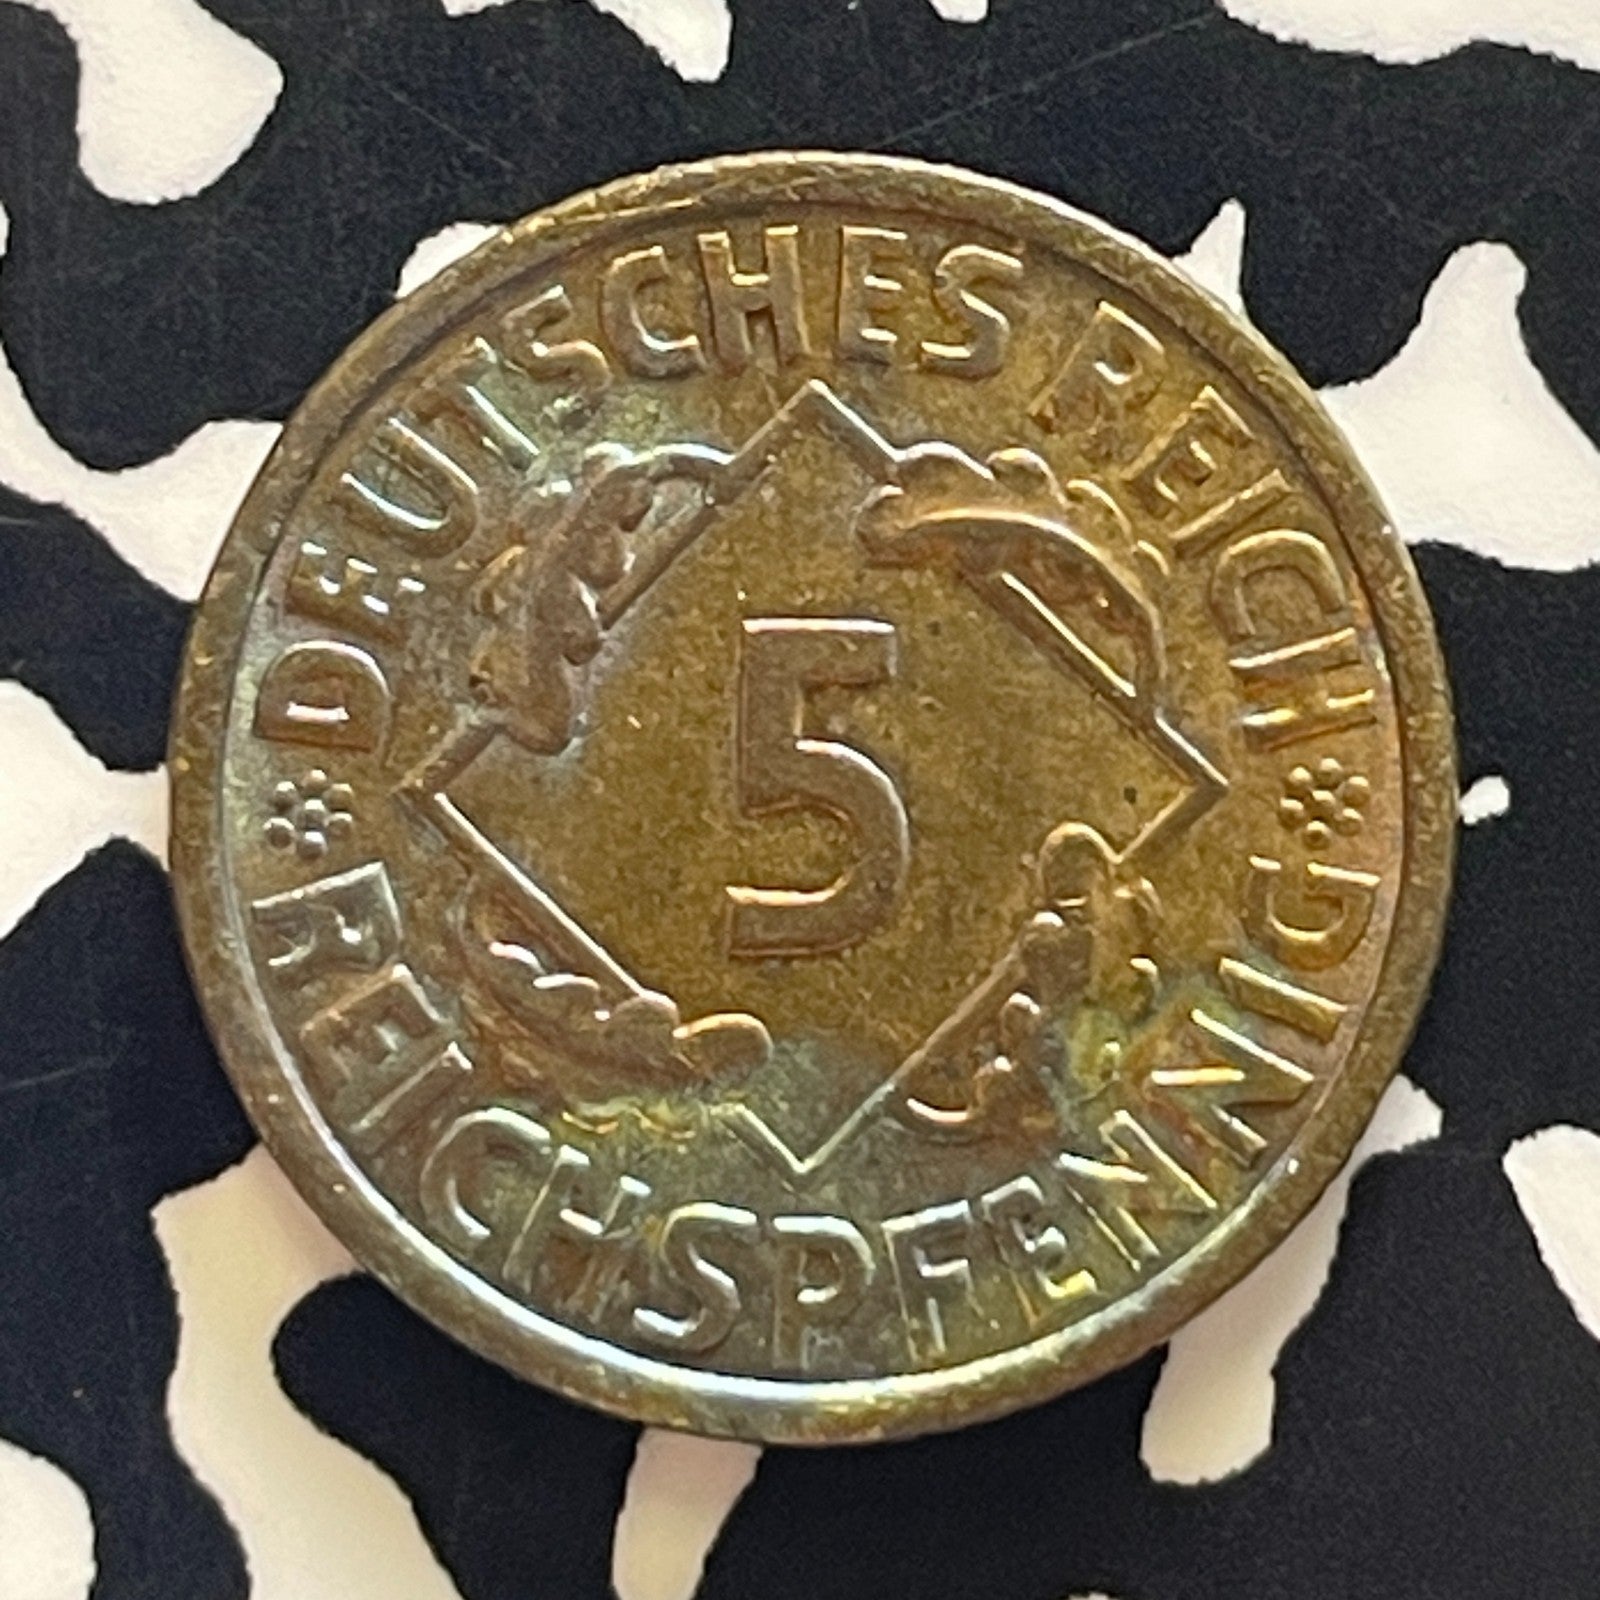 DEUTSCHES REICH
5
REICHSPFENNIG